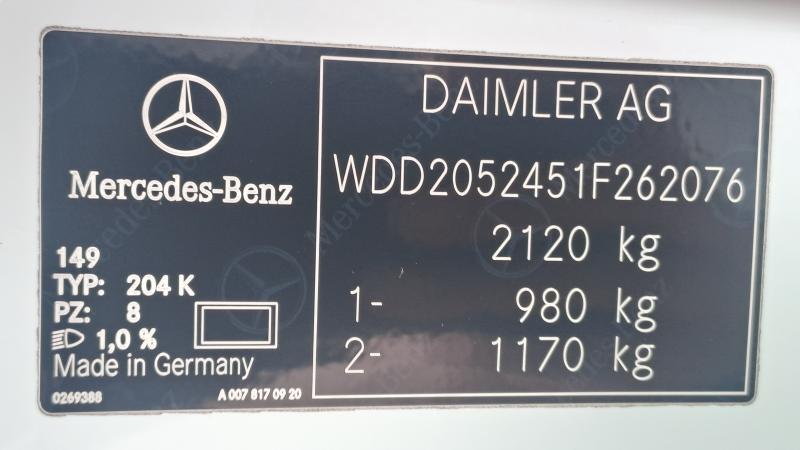 Mercedes-Benz
149
TYP: 204 K
PZ: 8
1,0 %
Made in Germany
0269388
A 007 817 09 20
DAIMLER AG
WDD2052451F262076
2120 kg
1- 980 kg
2- 1170 kg